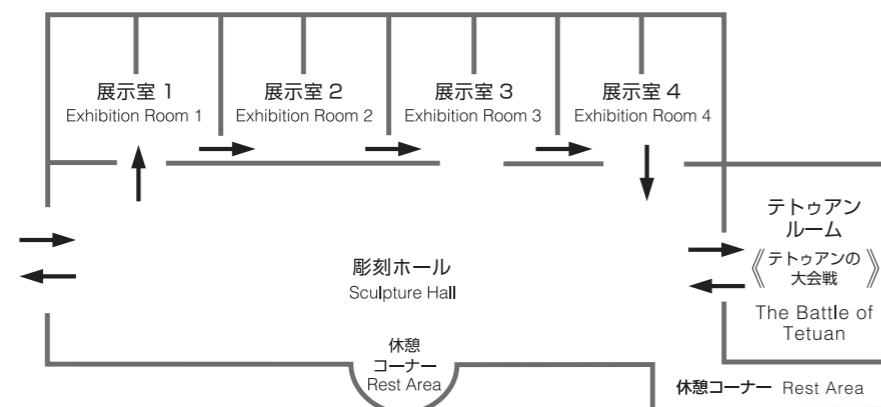 展示室 1
Exhibition Room 1
展示室 2
Exhibition Room 2
展示室 3
Exhibition Room 3
展示室 4
Exhibition Room 4
彫刻ホール
Sculpture Hall
テトゥアン
ルーム
《テトゥアンの
大会戦》
The Battle of
Tetuan
休憩
コーナー
Rest Area
休憩コーナー Rest Area